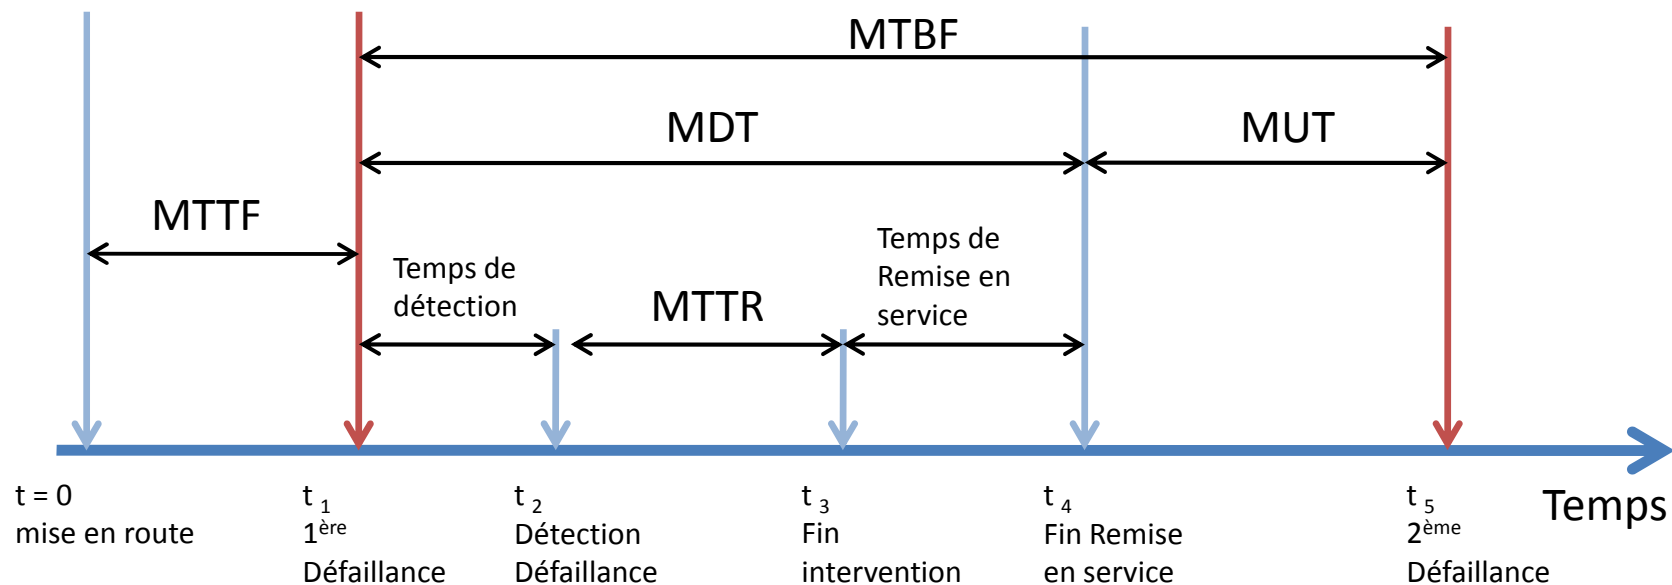 MTBF
MDT
MUT
MTTF
Temps de
détection
MTTR
Temps de
Remise en
service
t = 0
mise en route
t 1
1ère
Défaillance
t 2
Détection
Défaillance
t 3
Fin
intervention
t 4
Fin Remise
en service
t 5
2ème
Défaillance
Temps